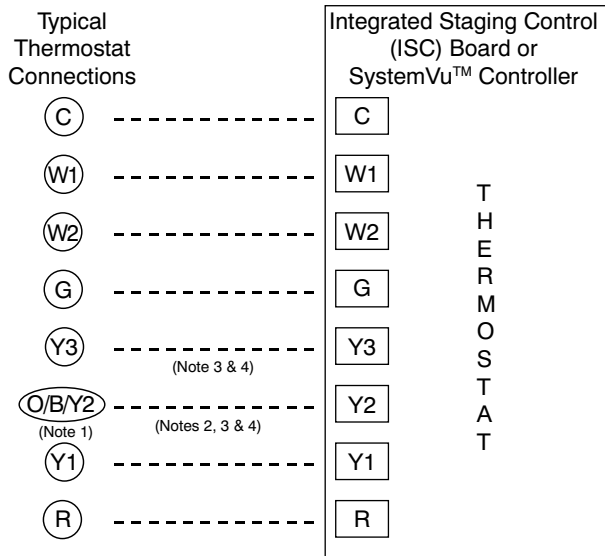 Typical
Thermostat
Connections
Integrated Staging Control
(ISC) Board or
SystemVu™ Controller
C C
W1 W1
W2 W2
G G
Y3 (Note 3 & 4) Y3
O/B/Y2 (Notes 2, 3 & 4) Y2
(Note 1)
Y1 Y1
R R
THERMOSTAT